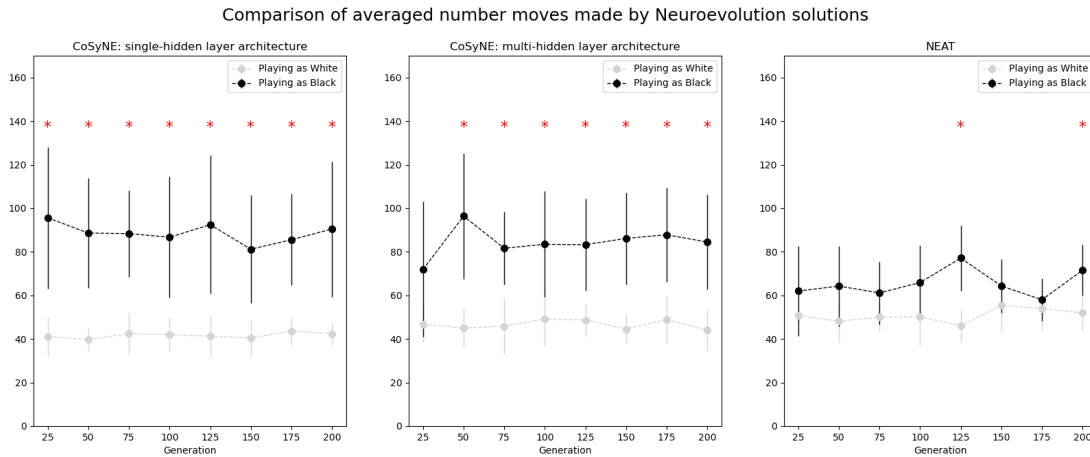 Comparison of averaged number moves made by Neuroevolution solutions
CoSyNE: single-hidden layer architecture
160
140
120
100
80
60
40
20
0
Playing as White
Playing as Black
* * * * * * * *
25 50 75 100 125 150 175 200
Generation
CoSyNE: multi-hidden layer architecture
160
140
120
100
80
60
40
20
0
Playing as White
Playing as Black
* * * * * * *
25 50 75 100 125 150 175 200
Generation
NEAT
160
140
120
100
80
60
40
20
0
Playing as White
Playing as Black
* *
25 50 75 100 125 150 175 200
Generation